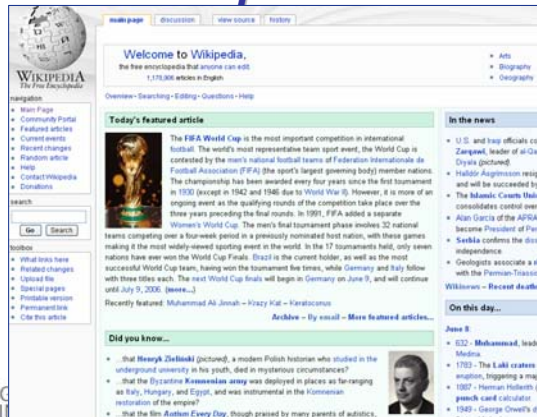 main page discussion view source history
WIKIPEDIA
The Free Encyclopedia
navigation
Main Page
Community Portal
Featured articles
Current events
Recent changes
Random article
Help
Contact Wikipedia
Donations
search
Go Search
toolbox
What links here
Related changes
Upload file
Special pages
Printable version
Permanent link
Cite this article
Welcome to Wikipedia,
the free encyclopedia that anyone can edit
articles in English
Arts
Biography
Geography
Overview · Searching · Editing · Questions · Help
Today's featured article
The FIFA World Cup is the most important competition in international
football. The world's most representative team sport event, the World Cup is
contested by the men's national football teams of Federation Internationale de
Football Association (FIFA) (the sport's largest governing body) member nations.
The championship has been awarded every four years since the first tournament
in 1930 (except in 1942 and 1946 due to World War II). However, it is more of an
ongoing event as the qualifying rounds of the competition take place over the
three years preceding the final rounds. In 1991, FIFA added a separate
Women's World Cup. The men's final tournament phase involves 32 national
teams competing over a four-week period in a previously nominated host nation, with these games
making it the most widely-viewed sporting event in the world. In the 17 tournaments held, only seven
nations have ever won the World Cup Finals. Brazil is the current holder, as well as the most
successful World Cup team, having won the tournament five times, while Germany and Italy follow
with three titles each. The next World Cup finals will begin in Germany on June 9, and will continue
until July 9, 2006. (more...)
Recently featured: Muhammad Ali Jinnah – Krazy Kat – Keratoconus
Archive – By email – More featured articles...
Did you know...
...that Henryk Zieliński (pictured), a modern Polish historian who studied in the
underground university in his youth, died in mysterious circumstances?
...that the Byzantine Komnenian army was deployed in places as far-ranging
as Italy, Hungary, and Egypt, and was instrumental in the Komnenian
restoration of the empire?
...that the film Autism Every Day, though praised by many parents of autistics,
In the news
U.S. and Iraqi officials co
Zarqawi, leader of al-Qa
Diyala (pictured).
Halldór Ásgrímsson resig
and will be succeeded by
The Islamic Courts Uni
consolidates control over
Alan García of the APRA
become President of Per
Serbia confirms the dis
independence
Geologists associate a
with the Permian-Triassic
Wikinews – Recent death
On this day...
June 8:
632 - Muhammad, lead
Medina.
1783 - The Laki craters
eruption, triggering a maj
punch card calculator
1949 - George Orwell's